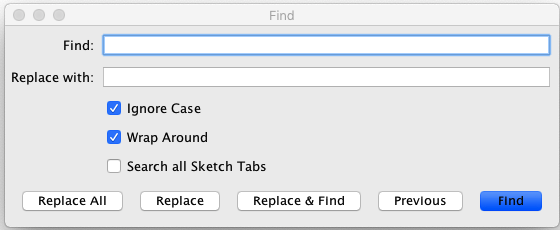 Find
Find:
Replace with:
Ignore Case
Wrap Around
Search all Sketch Tabs
Replace All Replace Replace & Find Previous Find